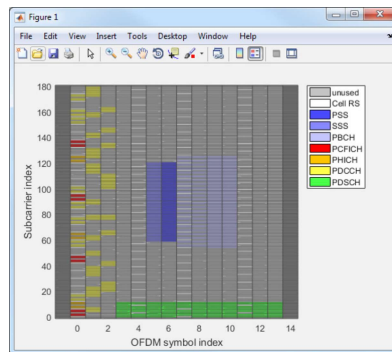 Figure 1
File Edit View Insert Tools Desktop Window Help
180
160
140
120
100
80
60
40
20
0
Subcarrier index
0 2 4 6 8 10 12 14
OFDM symbol index
unused
Cell RS
PSS
SSS
PBCH
PCFICH
PHICH
PDCCH
PDSCH